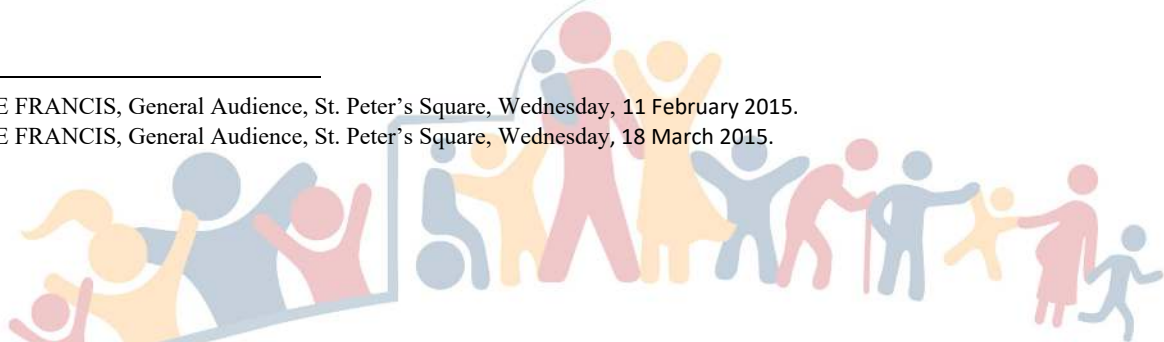 E FRANCIS, General Audience, St. Peter’s Square, Wednesday, 11 February 2015.
E FRANCIS, General Audience, St. Peter’s Square, Wednesday, 18 March 2015.